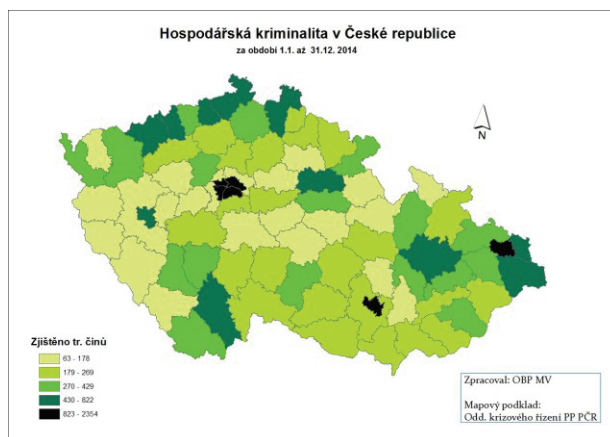 Hospodářská kriminalita v České republice
za období 1.1. až 31.12. 2014
N
Zjištěno tr. činů
63 - 178
179 - 269
270 - 429
430 - 822
823 - 2354
Zpracoval: OBP MV
Mapový podklad:
Odd. krizového řízení PP PČR